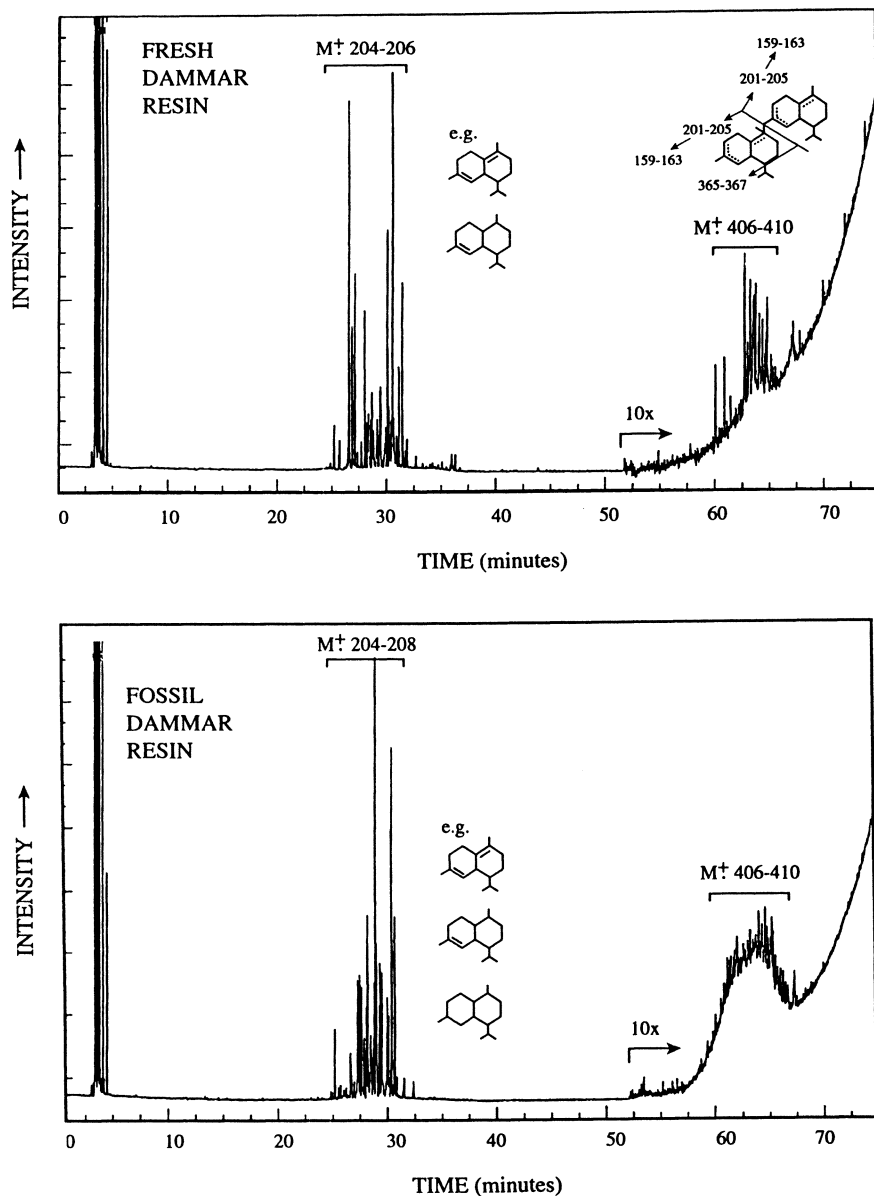 FRESH
DAMMAR
RESIN
M⁺· 204-206
e.g.
159-163
201-205
201-205
159-163
365-367
M⁺· 406-410
10x
INTENSITY
0 10 20 30 40 50 60 70
TIME (minutes)
FOSSIL
DAMMAR
RESIN
M⁺· 204-208
e.g.
M⁺· 406-410
10x
INTENSITY
0 10 20 30 40 50 60 70
TIME (minutes)